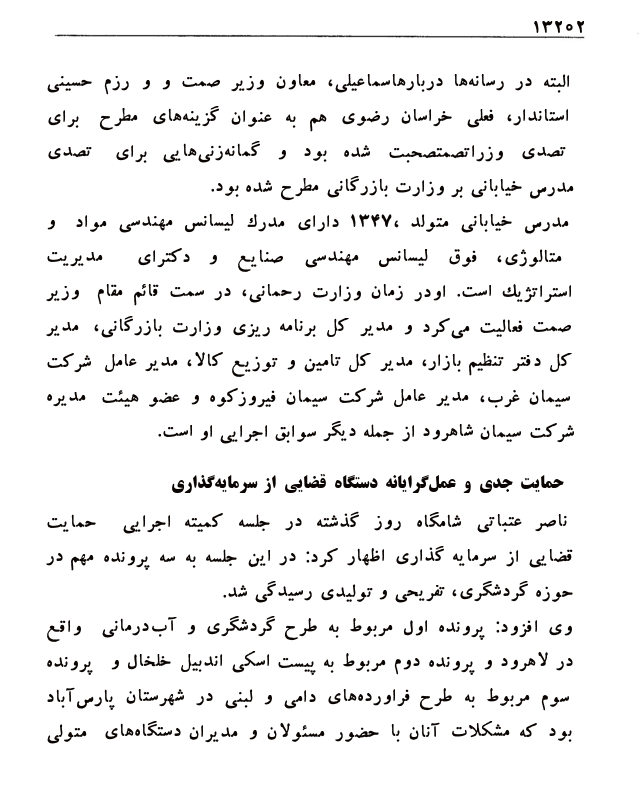 ۱۳۲۰۲
البته در رسانه‌ها دربارهاسماعیلی، معاون وزیر صمت و و رزم حسینی
استاندار، فعلی خراسان رضوی هم به عنوان گزینه‌های مطرح برای
تصدی وزراتصمتصحبت شده بود و گمانه‌زنی‌هایی برای تصدی
مدرس خیابانی بر وزارت بازرگانی مطرح شده بود.
مدرس خیابانی متولد ۱۳۴۷، دارای مدرك لیسانس مهندسی مواد و
متالوژی، فوق لیسانس مهندسی صنایع و دکترای مدیریت
استراتژیك است. اودر زمان وزارت رحمانی، در سمت قائم مقام وزیر
صمت فعالیت می‌کرد و مدیر کل برنامه ریزی وزارت بازرگانی، مدیر
کل دفتر تنظیم بازار، مدیر کل تامین و توزیع کالا، مدیر عامل شرکت
سیمان غرب، مدیر عامل شرکت سیمان فیروزکوه و عضو هیئت مدیره
شرکت سیمان شاهرود از جمله دیگر سوابق اجرایی او است.
حمایت جدی و عمل‌گرایانه دستگاه قضایی از سرمایه‌گذاری
ناصر عتباتی شامگاه روز گذشته در جلسه کمیته اجرایی حمایت
قضایی از سرمایه گذاری اظهار کرد: در این جلسه به سه پرونده مهم در
حوزه گردشگری، تفریحی و تولیدی رسیدگی شد.
وی افزود: پرونده اول مربوط به طرح گردشگری و آب‌درمانی واقع
در لاهرود و پرونده دوم مربوط به پیست اسکی اندبیل خلخال و پرونده
سوم مربوط به طرح فراورده‌های دامی و لبنی در شهرستان پارس‌آباد
بود که مشکلات آنان با حضور مسئولان و مدیران دستگاه‌های متولی